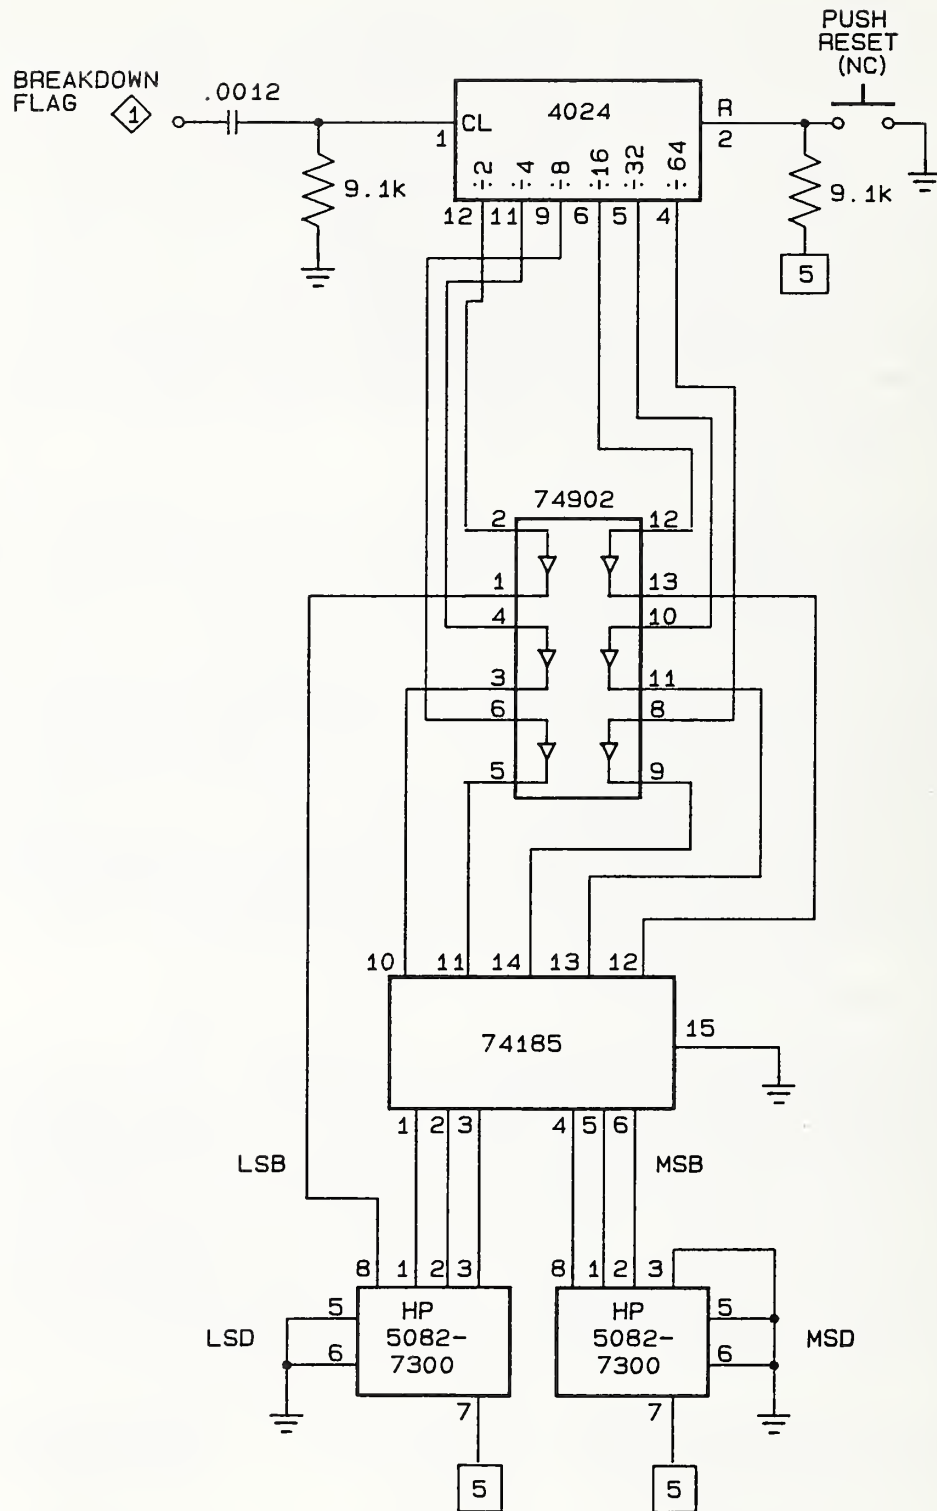 PUSH
RESET
(NC)
BREAKDOWN
FLAG
1
.0012
4024
CL
1
R
2
÷2 ÷4 ÷8 ÷16 ÷32 ÷64
9.1k
9.1k
12 11 9 6 5 4
5
74902
2 12
1 13
4 10
3 11
6 8
5 9
10 11 14 13 12
74185
15
1 2 3 4 5 6
LSB MSB
8 1 2 3 8 1 2 3
HP
5082-
7300
HP
5082-
7300
5 5
LSD MSD
6 6
7 7
5 5